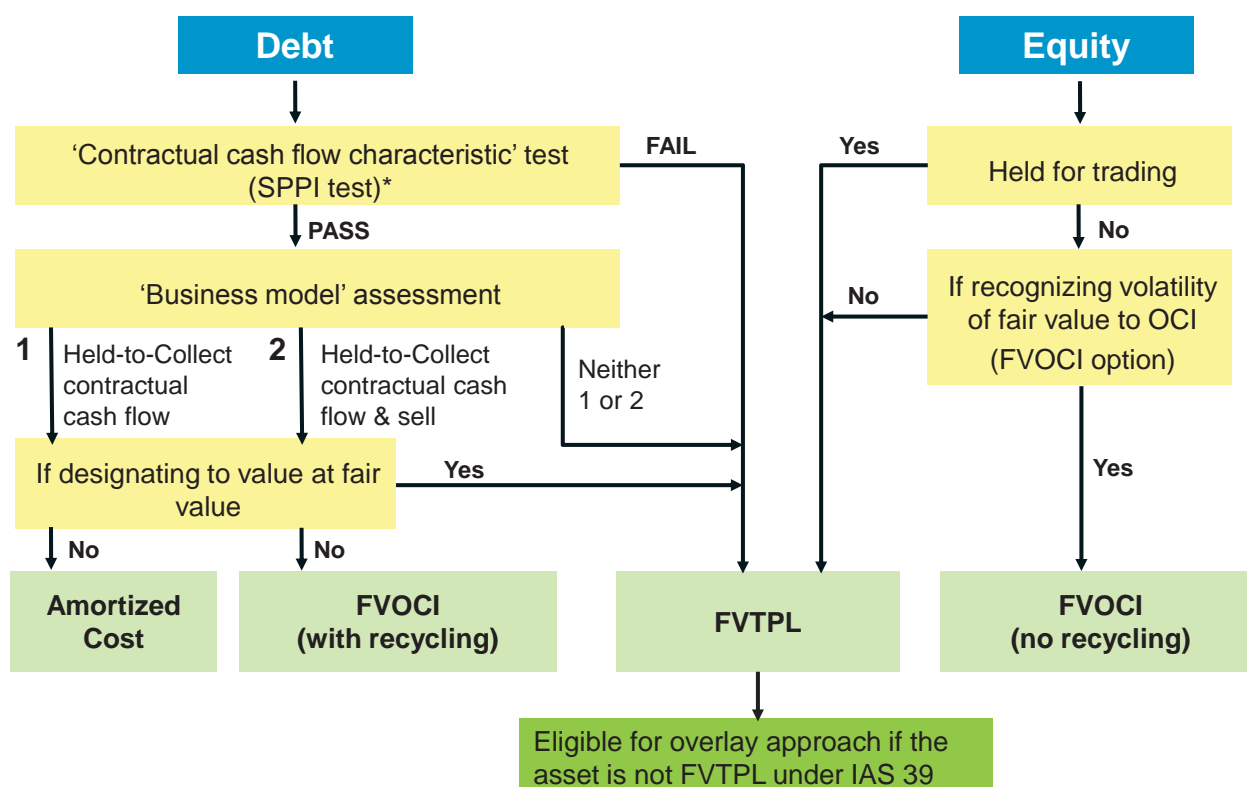 Debt
Equity
‘Contractual cash flow characteristic’ test
(SPPI test)*
FAIL
Yes
Held for trading
PASS
No
‘Business model’ assessment
No
If recognizing volatility
of fair value to OCI
(FVOCI option)
1
Held-to-Collect
contractual
cash flow
2
Held-to-Collect
contractual cash
flow & sell
Neither
1 or 2
If designating to value at fair
value
Yes
Yes
No
No
Amortized
Cost
FVOCI
(with recycling)
FVTPL
FVOCI
(no recycling)
Eligible for overlay approach if the
asset is not FVTPL under IAS 39